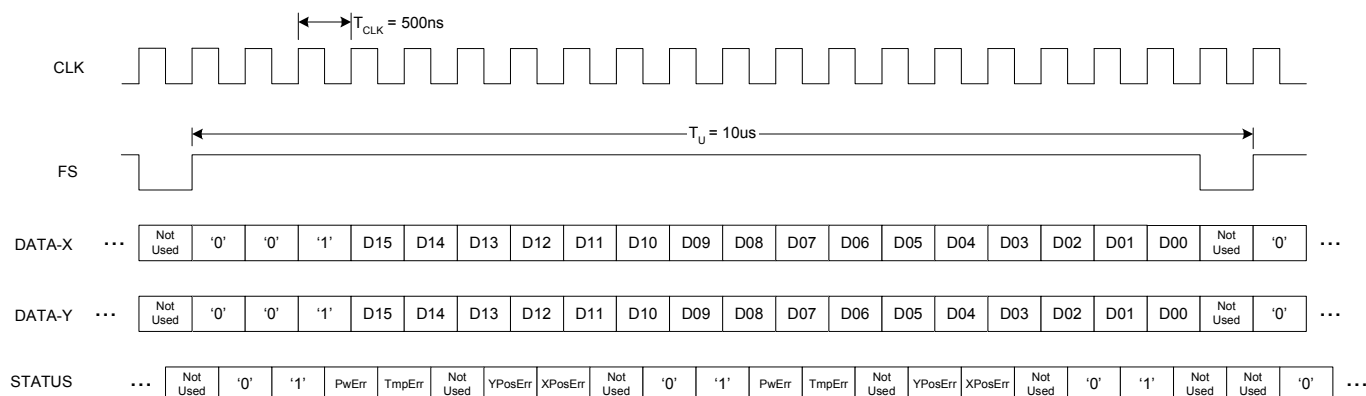 T_CLK = 500ns
CLK
T_U = 10us
FS
DATA-X ... Not Used '0' '0' '1' D15 D14 D13 D12 D11 D10 D09 D08 D07 D06 D05 D04 D03 D02 D01 D00 Not Used '0' ...
DATA-Y ... Not Used '0' '0' '1' D15 D14 D13 D12 D11 D10 D09 D08 D07 D06 D05 D04 D03 D02 D01 D00 Not Used '0' ...
STATUS ... Not Used '0' '1' PwErr TmpErr Not Used YPosErr XPosErr Not Used '0' '1' PwErr TmpErr Not Used YPosErr XPosErr Not Used '0' '1' Not Used Not Used '0' ...